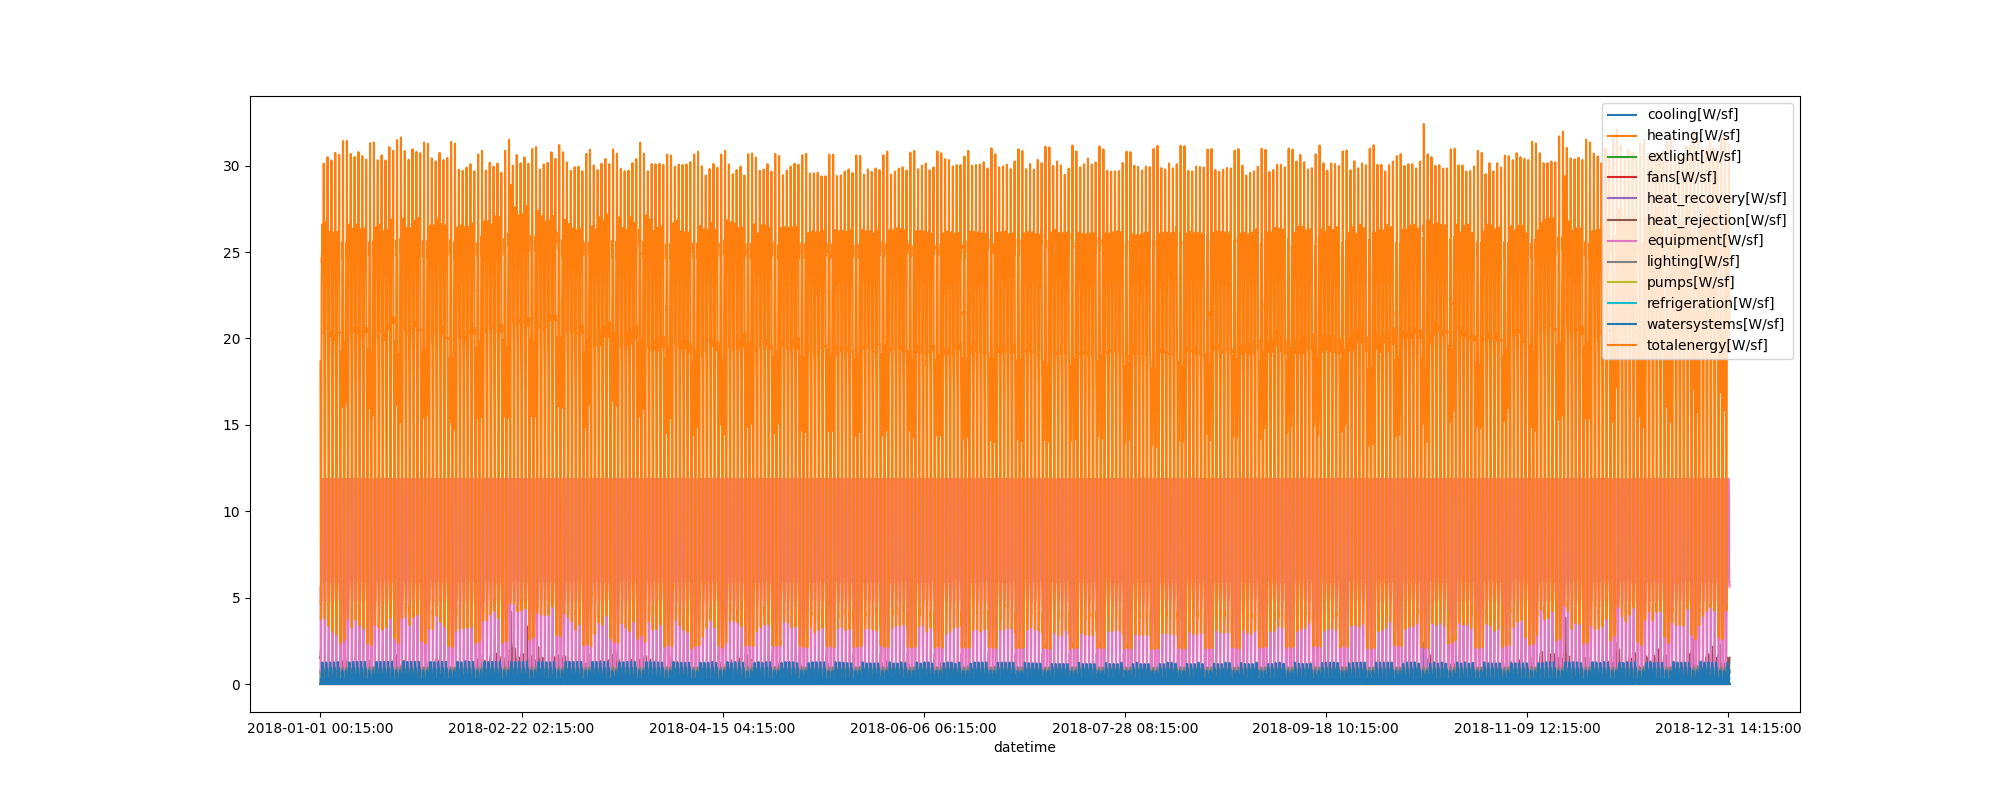 30
25
20
15
10
5
0
cooling[W/sf]
heating[W/sf]
extlight[W/sf]
fans[W/sf]
heat_recovery[W/sf]
heat_rejection[W/sf]
equipment[W/sf]
lighting[W/sf]
pumps[W/sf]
refrigeration[W/sf]
watersystems[W/sf]
totalenergy[W/sf]
2018-01-01 00:15:00 2018-02-22 02:15:00 2018-04-15 04:15:00 2018-06-06 06:15:00 2018-07-28 08:15:00 2018-09-18 10:15:00 2018-11-09 12:15:00 2018-12-31 14:15:00
datetime